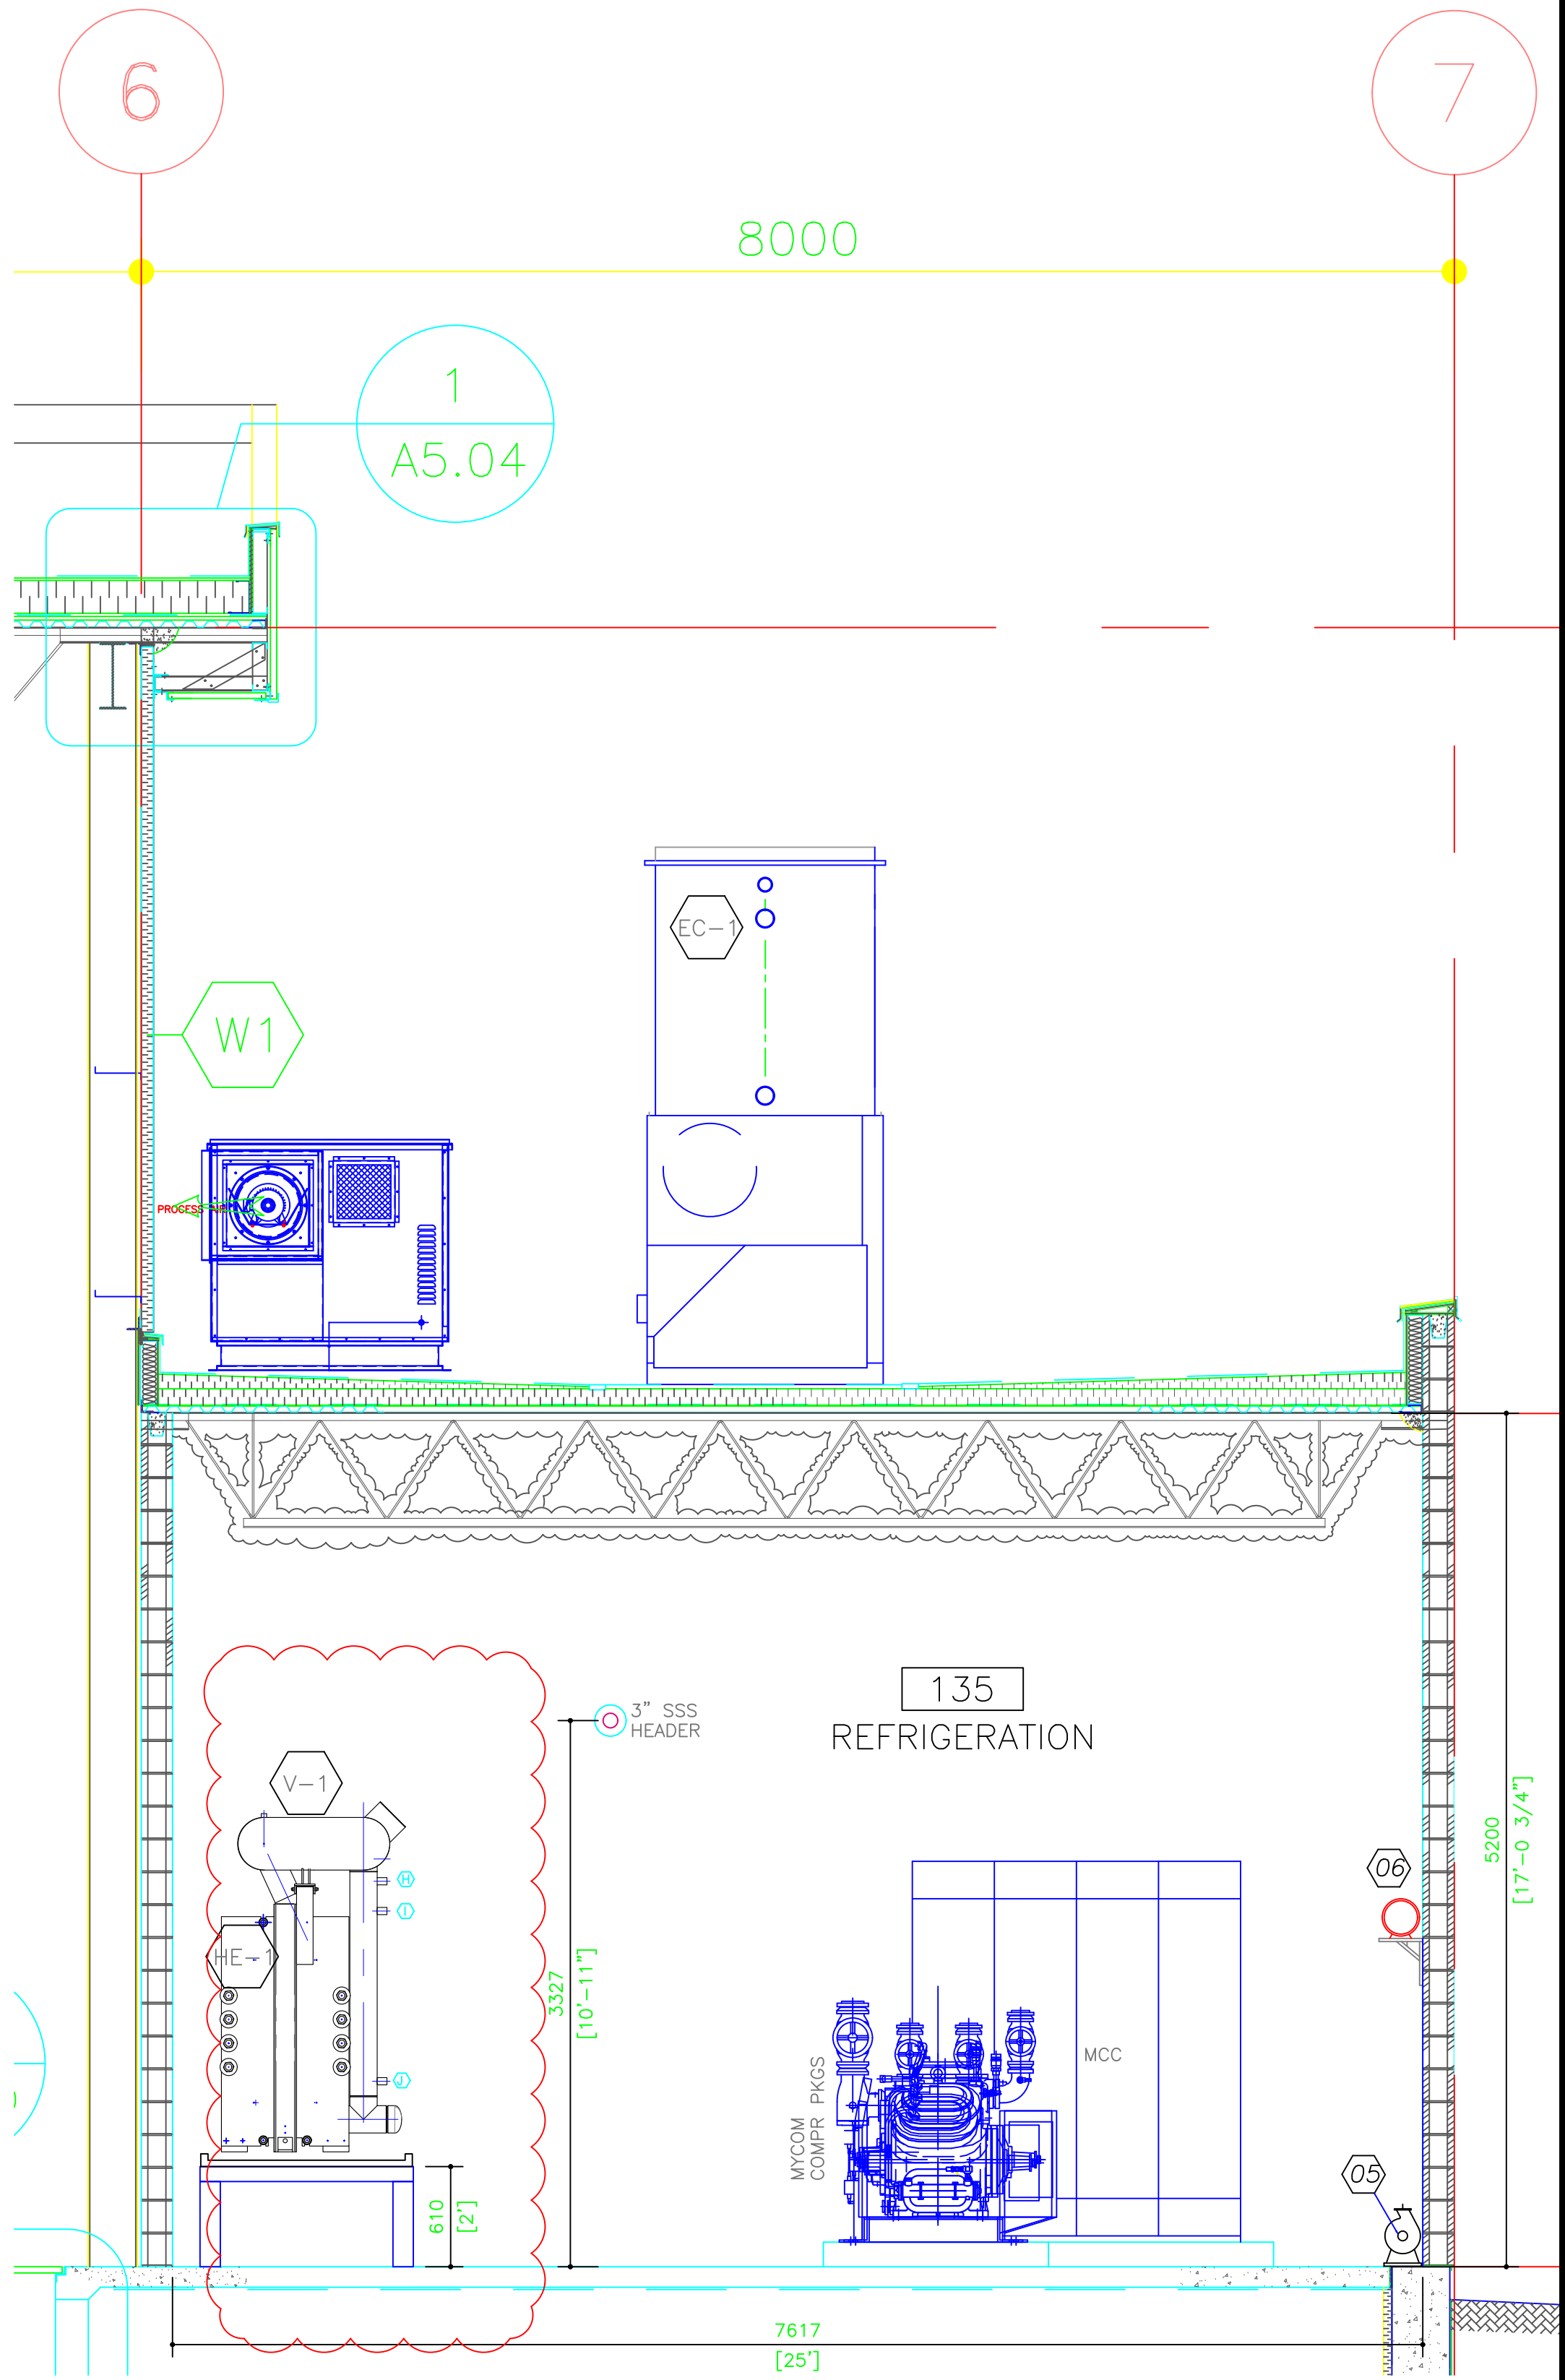 6
7
8000
1
A5.04
EC-1
W1
135
REFRIGERATION
3" SSS
HEADER
V-1
5200
[17'-0 3/4"]
06
H
I
HE-1
3327
[10'-11"]
MCC
MYCOM
COMPR PKGS
J
05
610
[2']
7617
[25']